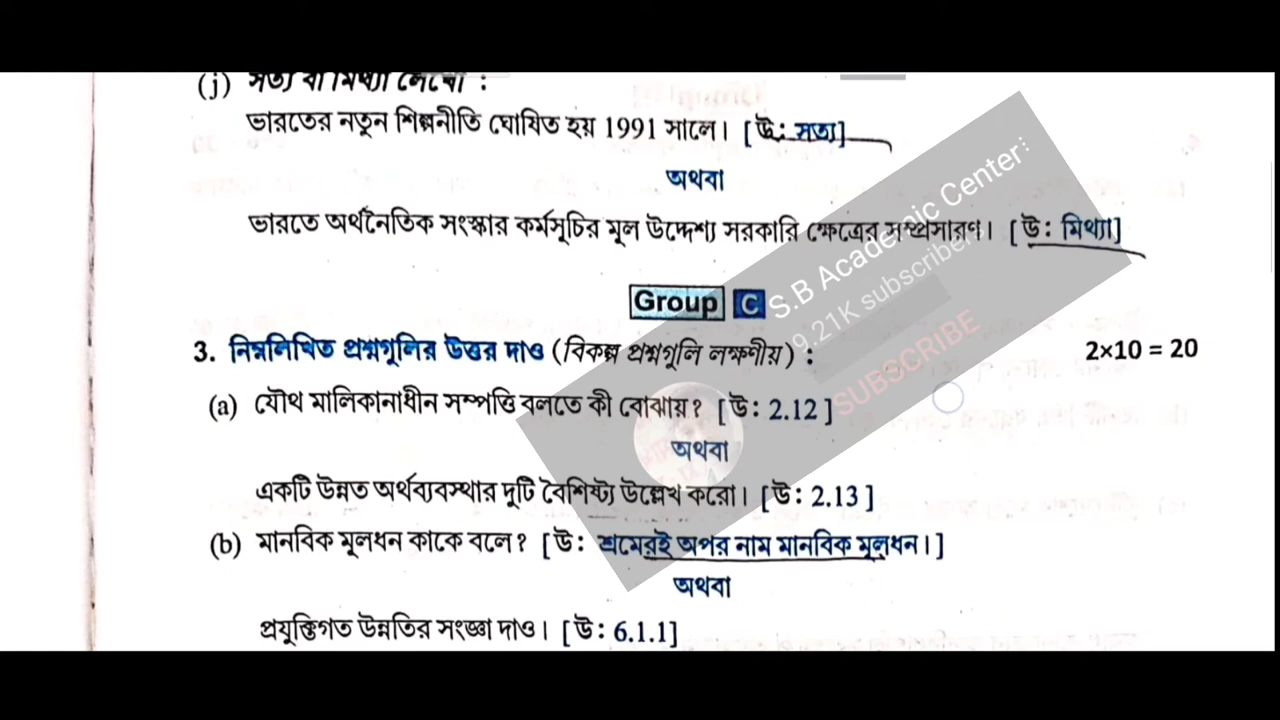 (j) সত্য বা মিথ্যা লেখো :
ভারতের নতুন শিল্পনীতি ঘোষিত হয় 1991 সালে। [উ: সত্য]
অথবা
ভারতে অর্থনৈতিক সংস্কার কর্মসূচির মূল উদ্দেশ্য সরকারি ক্ষেত্রের সম্প্রসারণ। [উ: মিথ্যা]
S.B Academic Center:
9.21K subscribers
SUBSCRIBE
Group C
3. নিম্নলিখিত প্রশ্নগুলির উত্তর দাও (বিকল্প প্রশ্নগুলি লক্ষণীয়) : 2×10 = 20
(a) যৌথ মালিকানাধীন সম্পত্তি বলতে কী বোঝায়? [উ: 2.12]
অথবা
একটি উন্নত অর্থব্যবস্থার দুটি বৈশিষ্ট্য উল্লেখ করো। [উ: 2.13]
(b) মানবিক মূলধন কাকে বলে? [উ: শ্রমেরই অপর নাম মানবিক মূলধন।]
অথবা
প্রযুক্তিগত উন্নতির সংজ্ঞা দাও। [উ: 6.1.1]